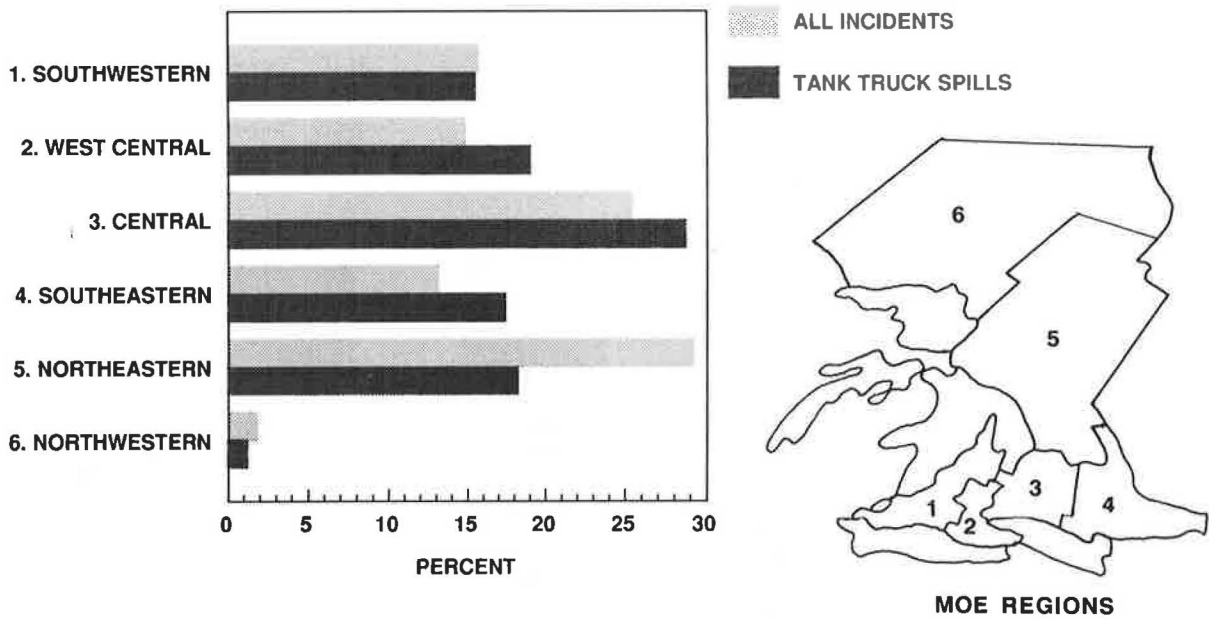 ALL INCIDENTS
TANK TRUCK SPILLS
1. SOUTHWESTERN
2. WEST CENTRAL
3. CENTRAL
4. SOUTHEASTERN
5. NORTHEASTERN
6. NORTHWESTERN
0 5 10 15 20 25 30
PERCENT
6
5
3
4
1
2
MOE REGIONS